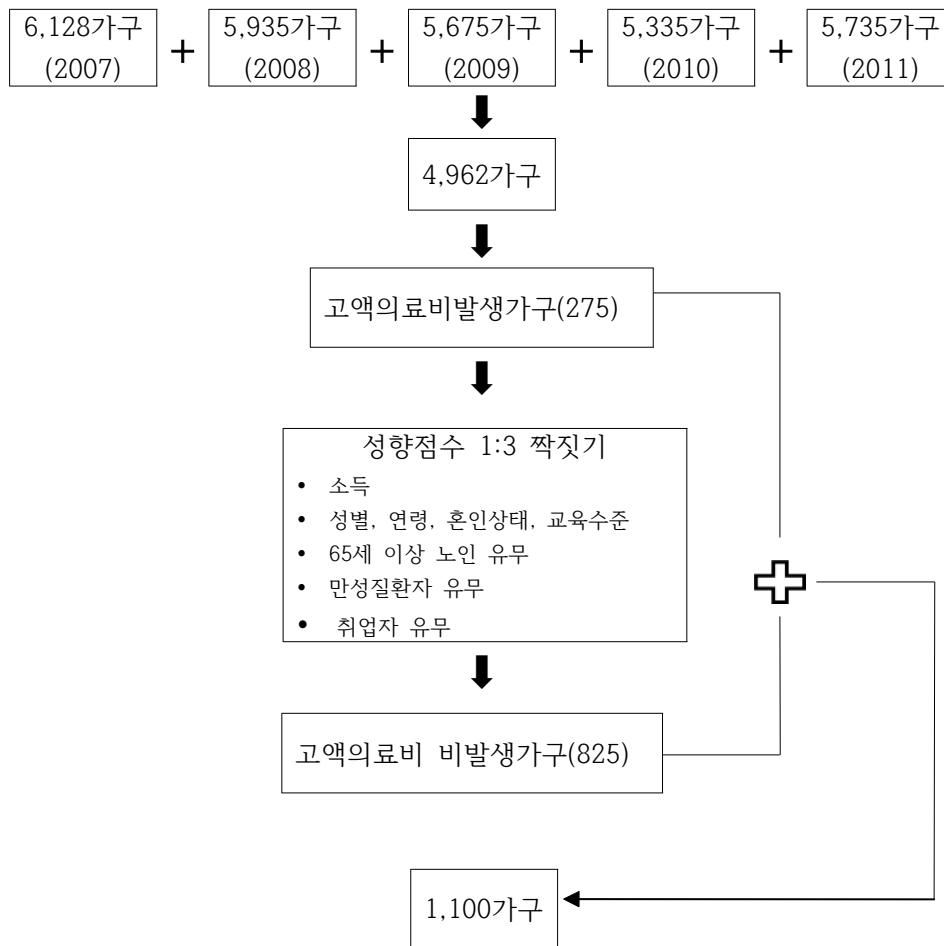 6,128가구
(2007)
+
5,935가구
(2008)
+
5,675가구
(2009)
+
5,335가구
(2010)
+
5,735가구
(2011)
4,962가구
고액의료비발생가구(275)
성향점수 1:3 짝짓기
• 소득
• 성별, 연령, 혼인상태, 교육수준
• 65세 이상 노인 유무
• 만성질환자 유무
• 취업자 유무
고액의료비 비발생가구(825)
1,100가구